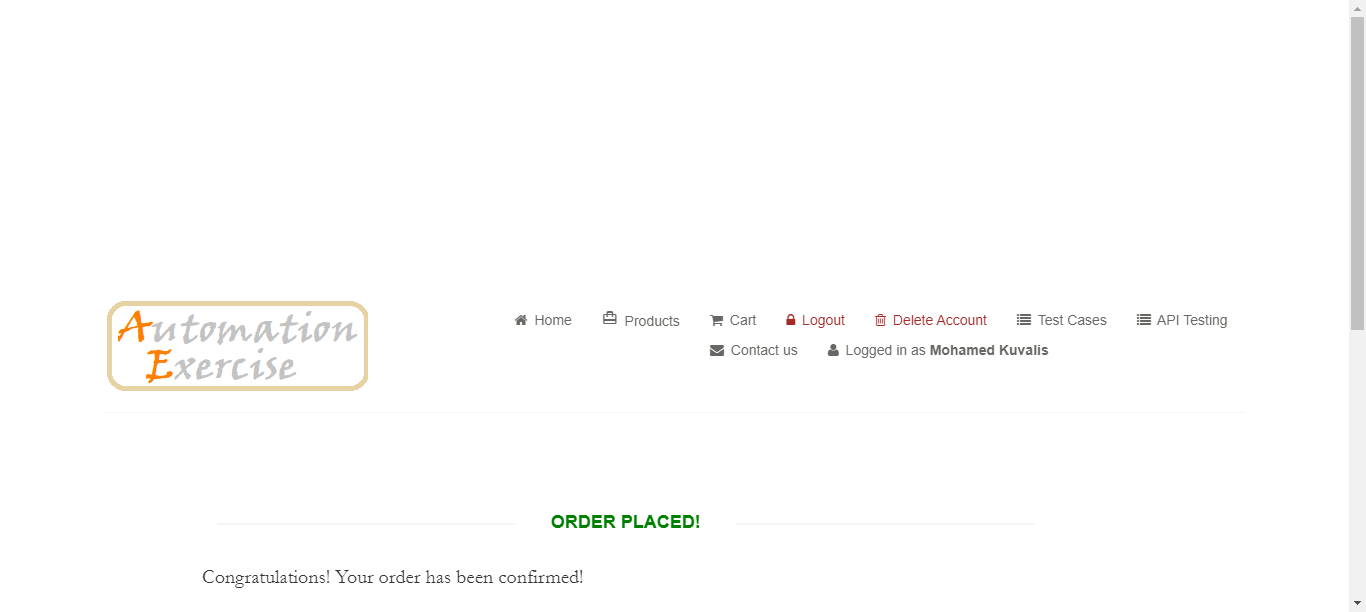 Automation
Exercise
Home Products Cart Logout Delete Account Test Cases API Testing
Contact us Logged in as Mohamed Kuvalis
ORDER PLACED!
Congratulations! Your order has been confirmed!